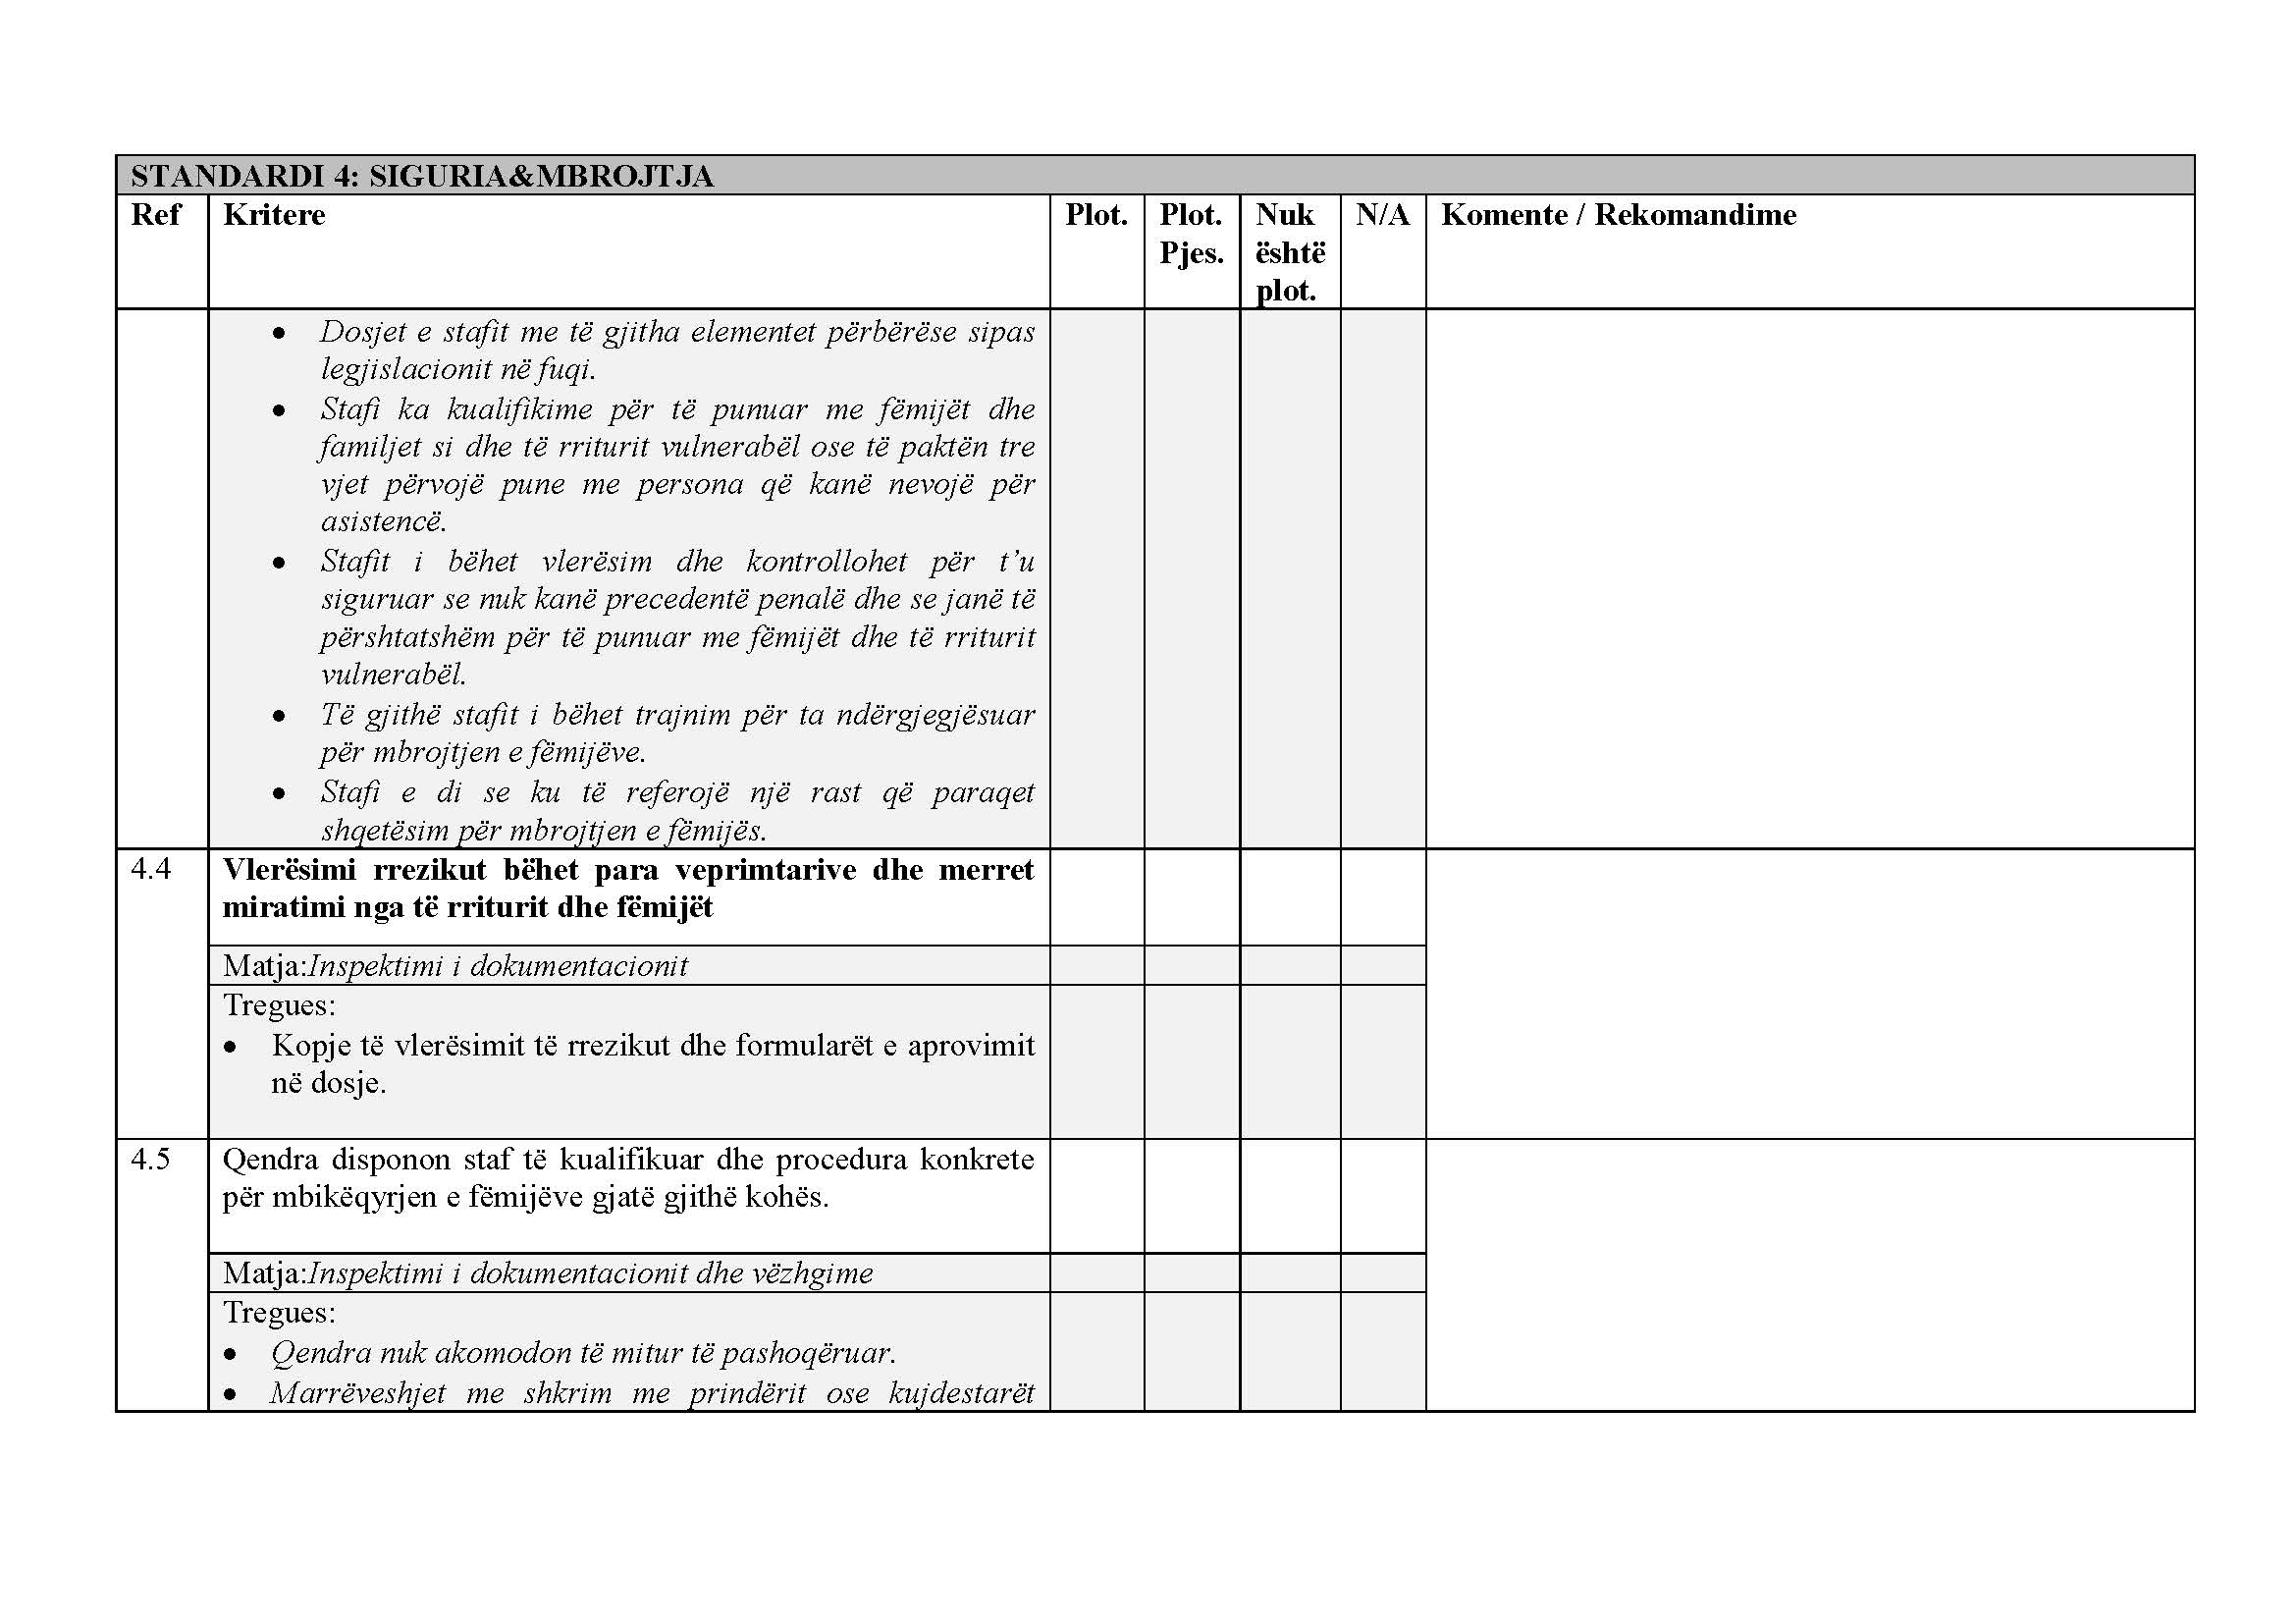 STANDARDI 4: SIGURIA&MBROJTJA
Ref Kritere Plot. Plot. Nuk N/A Komente / Rekomandime
Pjes. është
plot.
• Dosjet e stafit me të gjitha elementet përbërëse sipas
legjislacionit në fuqi.
• Stafi ka kualifikime për të punuar me fëmijët dhe
familjet si dhe të rriturit vulnerabël ose të paktën tre
vjet përvojë pune me persona që kanë nevojë për
asistencë.
• Stafit i bëhet vlerësim dhe kontrollohet për t’u
siguruar se nuk kanë precedentë penalë dhe se janë të
përshtatshëm për të punuar me fëmijët dhe të rriturit
vulnerabël.
• Të gjithë stafit i bëhet trajnim për ta ndërgjegjësuar
për mbrojtjen e fëmijëve.
• Stafi e di se ku të referojë një rast që paraqet
shqetësim për mbrojtjen e fëmijës.
4.4 Vlerësimi rrezikut bëhet para veprimtarive dhe merret
miratimi nga të rriturit dhe fëmijët
Matja:Inspektimi i dokumentacionit
Tregues:
• Kopje të vlerësimit të rrezikut dhe formularët e aprovimit
në dosje.
4.5 Qendra disponon staf të kualifikuar dhe procedura konkrete
për mbikëqyrjen e fëmijëve gjatë gjithë kohës.
Matja:Inspektimi i dokumentacionit dhe vëzhgime
Tregues:
• Qendra nuk akomodon të mitur të pashoqëruar.
• Marrëveshjet me shkrim me prindërit ose kujdestarët